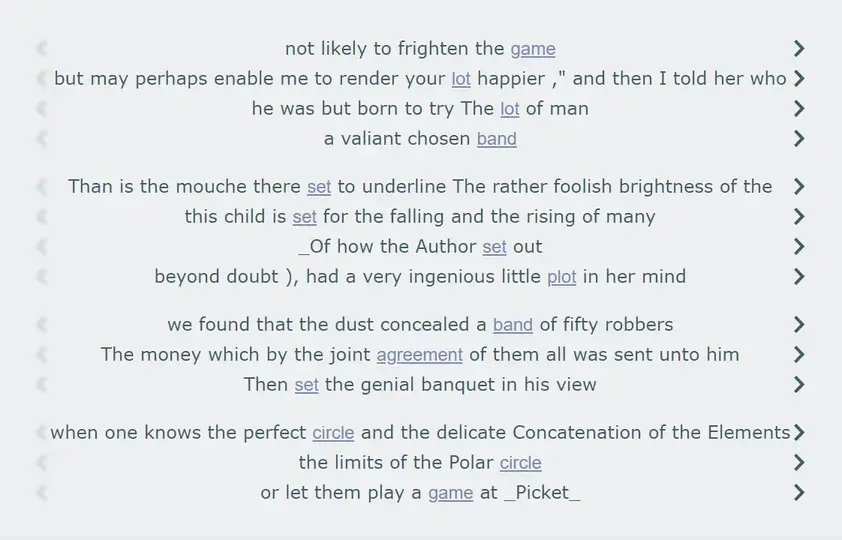 not likely to frighten the game
but may perhaps enable me to render your lot happier ," and then I told her who
he was but born to try The lot of man
a valiant chosen band
Than is the mouche there set to underline The rather foolish brightness of the
this child is set for the falling and the rising of many
_Of how the Author set out
beyond doubt ), had a very ingenious little plot in her mind
we found that the dust concealed a band of fifty robbers
The money which by the joint agreement of them all was sent unto him
Then set the genial banquet in his view
when one knows the perfect circle and the delicate Concatenation of the Elements
the limits of the Polar circle
or let them play a game at _Picket_